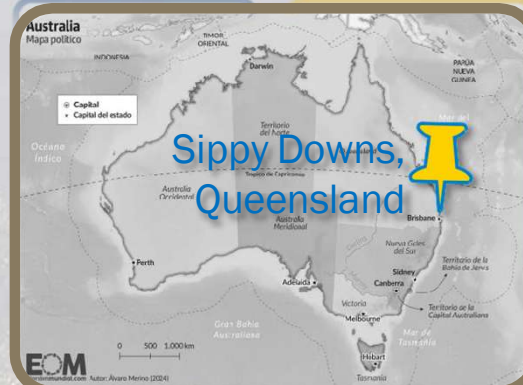 Australia
Mapa político
TIMOR
ORIENTAL
INDONESIA
Darwin
PAPÚA
NUEVA
GUINEA
Capital
Capital del estado
Océano
Índico
Territorio
del Norte
Mar del
Sippy Downs,
Queensland
Trópico de Capricornio
Australia
Occidental
Australia
Meridional
Brisbane
Nueva Gales
del Sur
Perth
Adelaida
Sídney
Canberra
Territorio de la
Bahía de Jervis
Victoria
Melbourne
Territorio de la
Capital Australiana
Gran Bahía
Australiana
Mar de
Tasmania
0 500 1.000 km
Hobart
Tasmania
EOM
Autor: Álvaro Merino (2024)